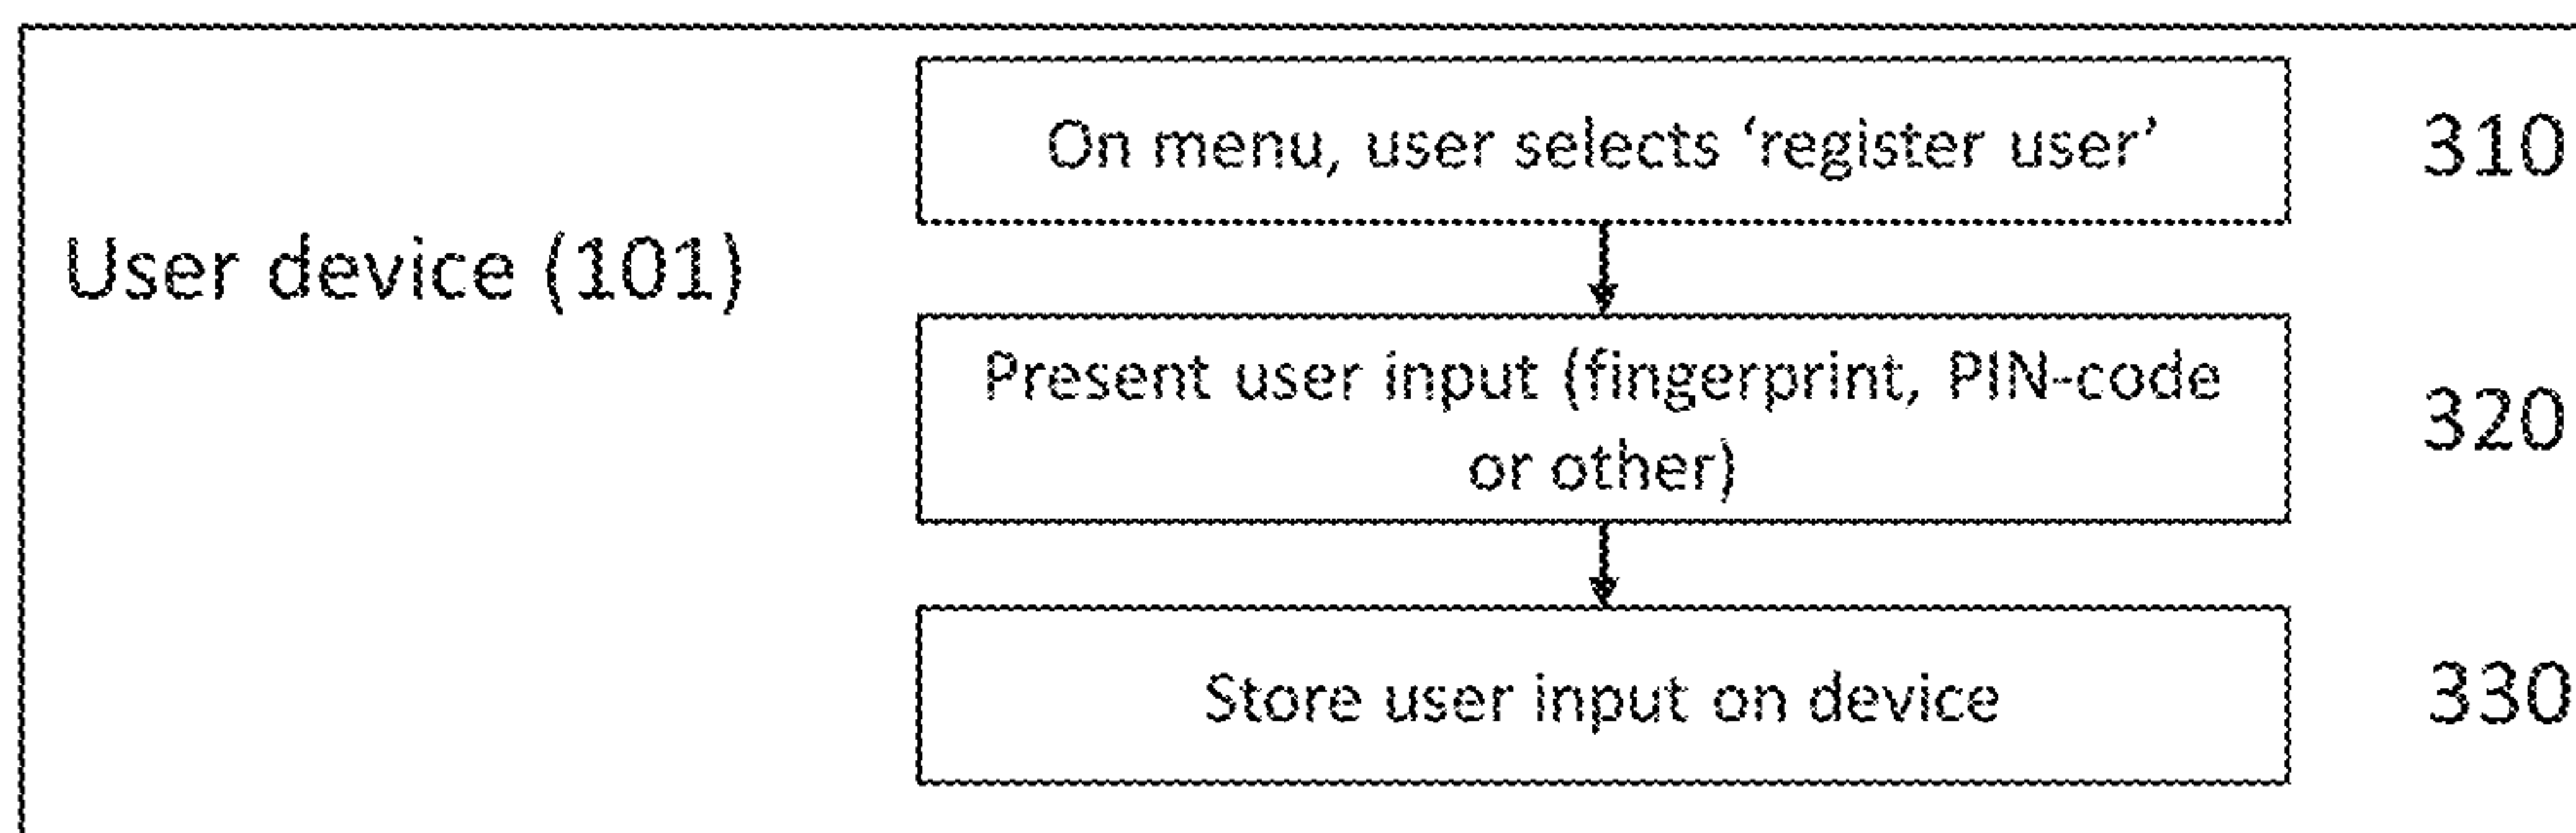 On menu, user selects ‘register user’
310
User device (101)
Present user input (fingerprint, PIN-code
or other)
320
Store user input on device
330